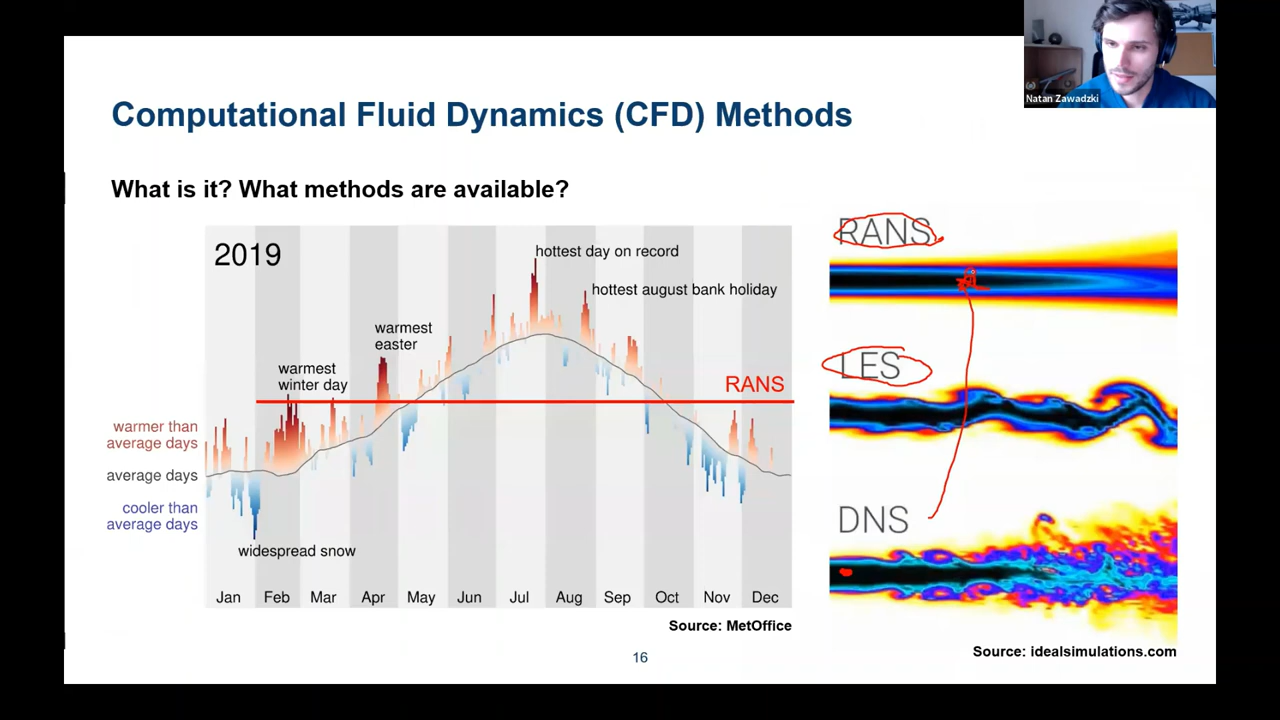 Natan Zawadzki
Computational Fluid Dynamics (CFD) Methods
What is it? What methods are available?
2019
hottest day on record
hottest august bank holiday
warmest
easter
warmest
winter day
RANS
warmer than
average days
average days
cooler than
average days
widespread snow
Jan Feb Mar Apr May Jun Jul Aug Sep Oct Nov Dec
Source: MetOffice
RANS
LES
DNS
Source: idealsimulations.com
16